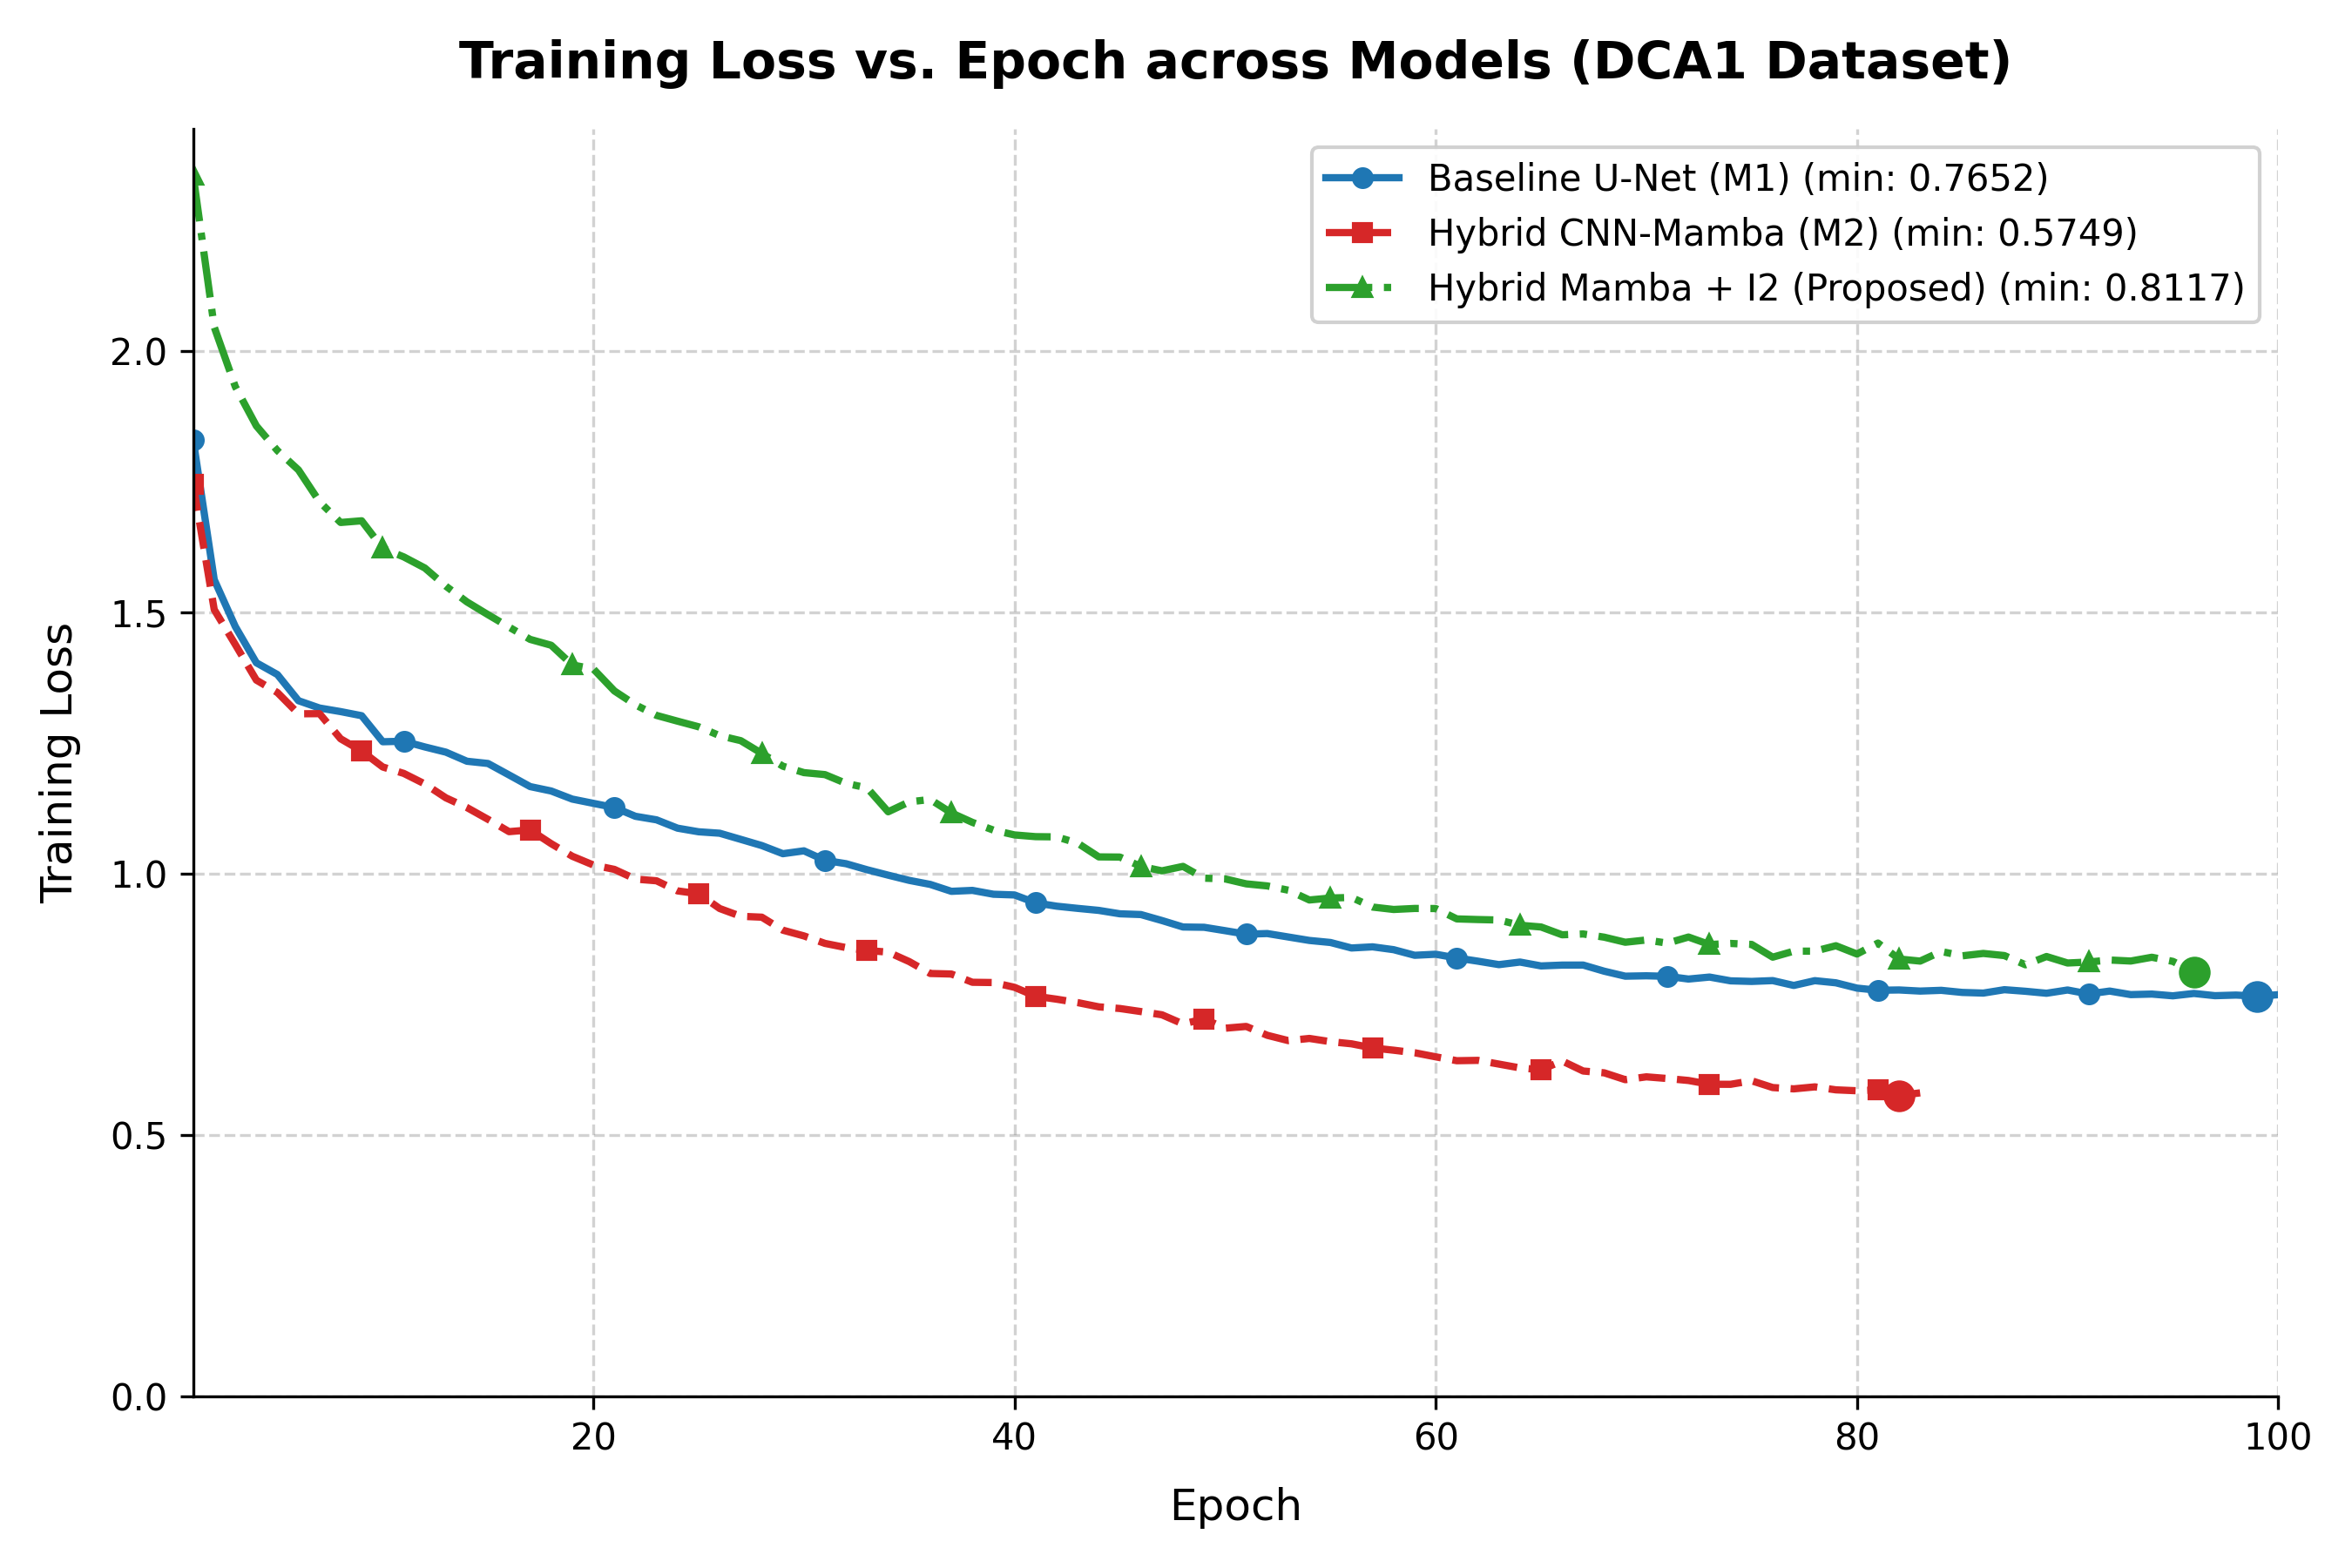 Training Loss vs. Epoch across Models (DCA1 Dataset)
Baseline U-Net (M1) (min: 0.7652)
Hybrid CNN-Mamba (M2) (min: 0.5749)
Hybrid Mamba + I2 (Proposed) (min: 0.8117)
Training Loss
2.0
1.5
1.0
0.5
0.0
20 40 60 80 100
Epoch